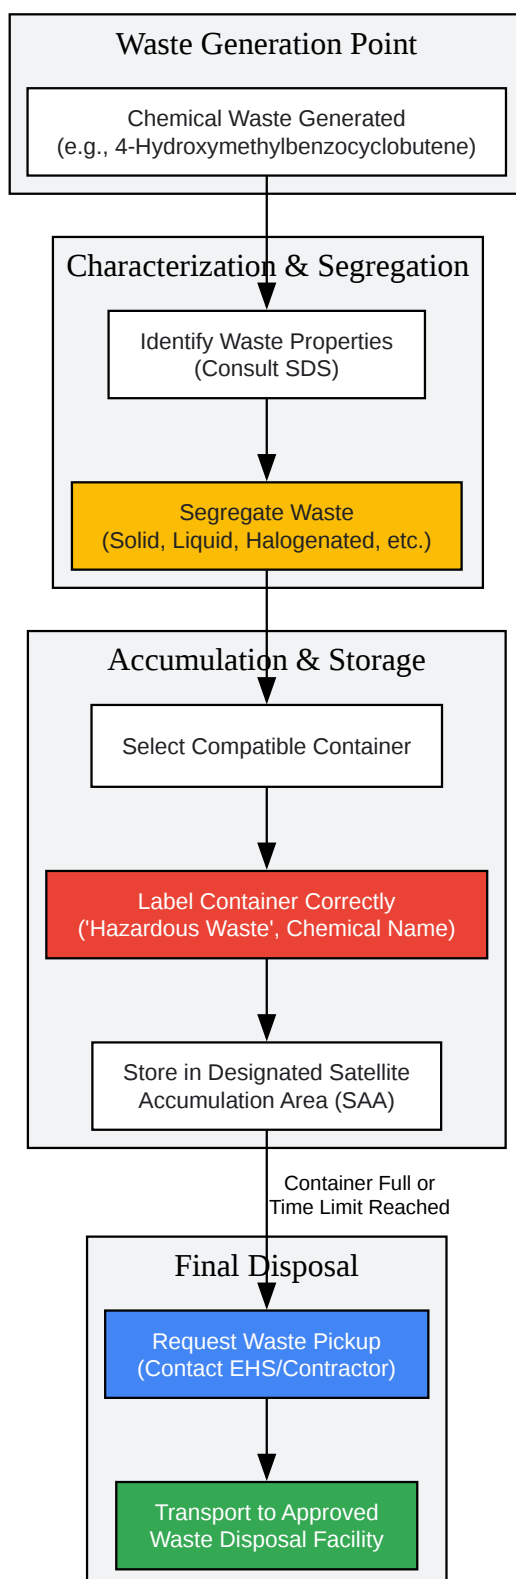 Waste Generation Point
Chemical Waste Generated
(e.g., 4-Hydroxymethylbenzocyclobutene)
Characterization & Segregation
Identify Waste Properties
(Consult SDS)
Segregate Waste
(Solid, Liquid, Halogenated, etc.)
Accumulation & Storage
Select Compatible Container
Label Container Correctly
('Hazardous Waste', Chemical Name)
Store in Designated Satellite
Accumulation Area (SAA)
Container Full or
Time Limit Reached
Final Disposal
Request Waste Pickup
(Contact EHS/Contractor)
Transport to Approved
Waste Disposal Facility